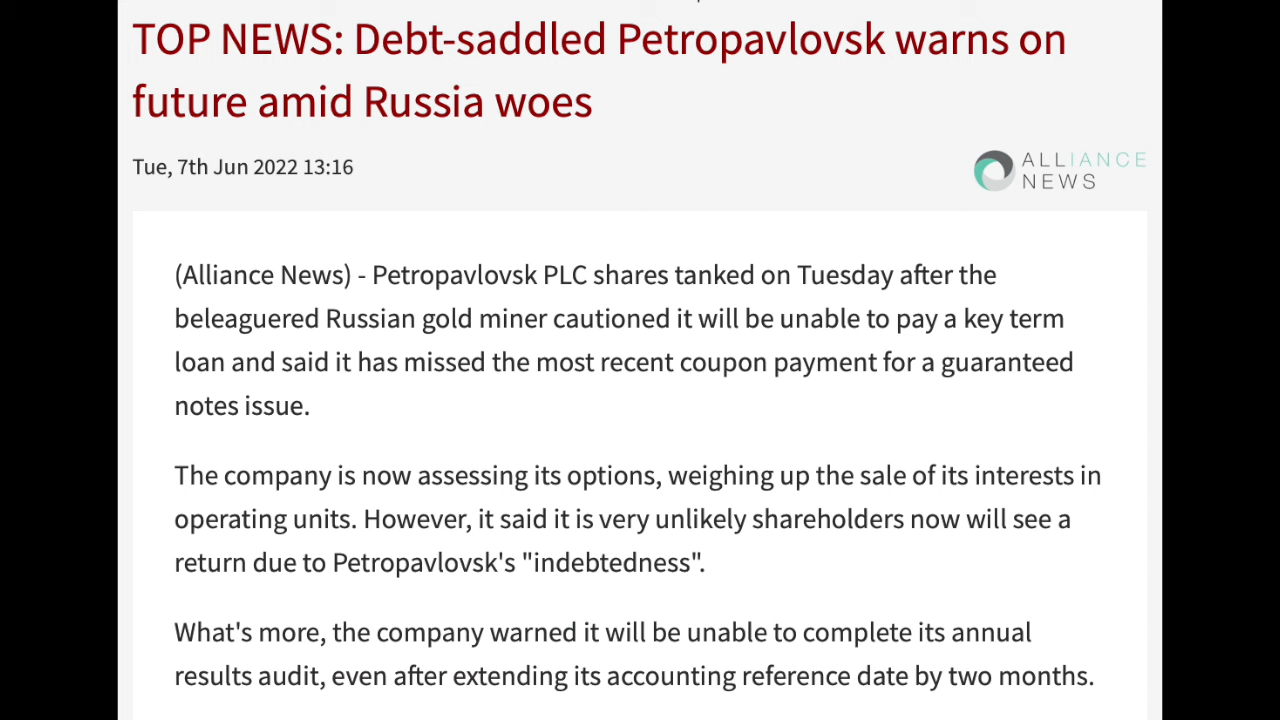 TOP NEWS: Debt-saddled Petropavlovsk warns on
future amid Russia woes
Tue, 7th Jun 2022 13:16
ALLIANCE
NEWS
(Alliance News) - Petropavlovsk PLC shares tanked on Tuesday after the
beleaguered Russian gold miner cautioned it will be unable to pay a key term
loan and said it has missed the most recent coupon payment for a guaranteed
notes issue.
The company is now assessing its options, weighing up the sale of its interests in
operating units. However, it said it is very unlikely shareholders now will see a
return due to Petropavlovsk's "indebtedness".
What's more, the company warned it will be unable to complete its annual
results audit, even after extending its accounting reference date by two months.